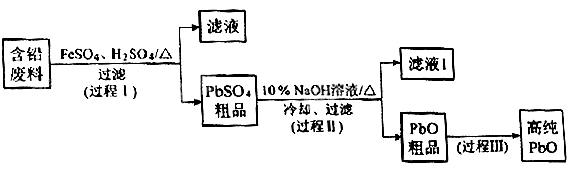 含铅
废料
FeSO₄、H₂SO₄/△
过滤
(过程Ⅰ)
滤液
PbSO₄
粗品
10%NaOH溶液/△
冷却、过滤
(过程Ⅱ)
滤液Ⅰ
PbO
粗品
(过程Ⅲ)
高纯
PbO